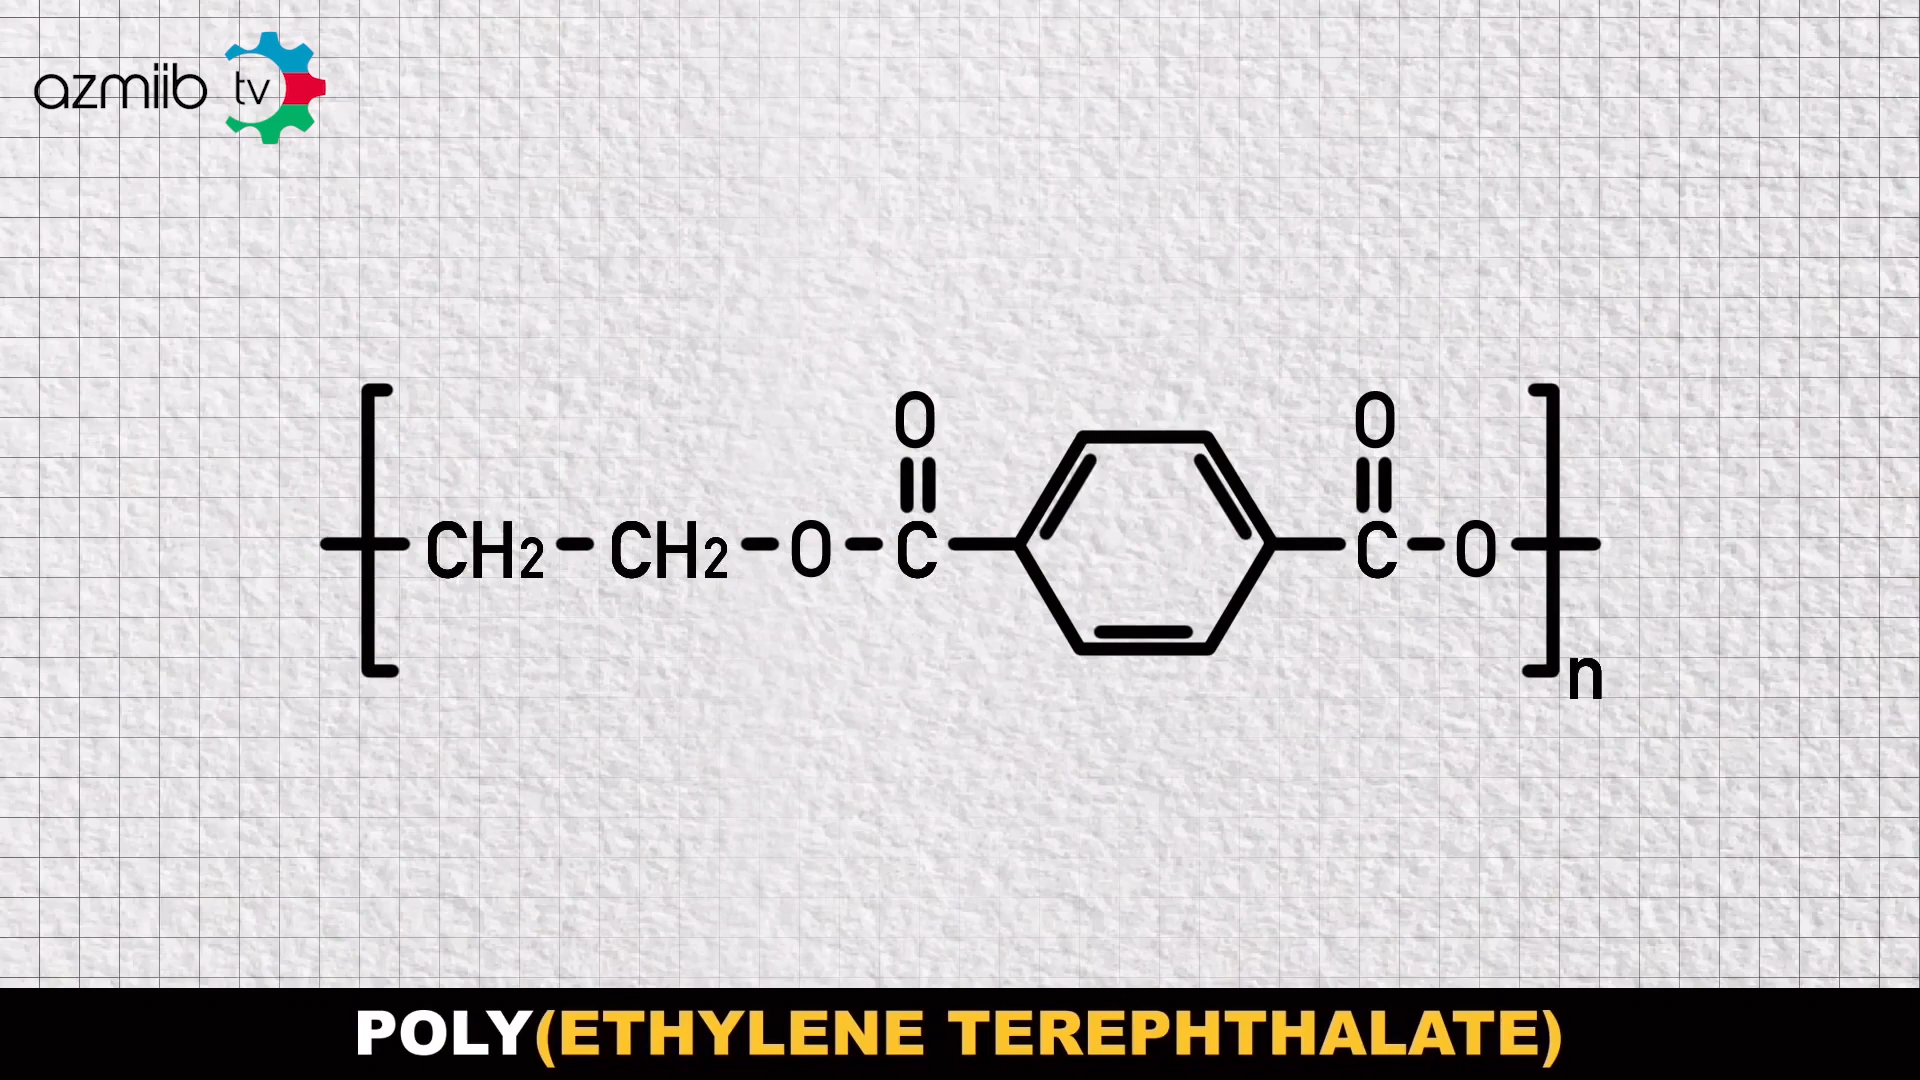 azmiib tv
O O
CH2-CH2-O-C C-O
n
POLY(ETHYLENE TEREPHTHALATE)